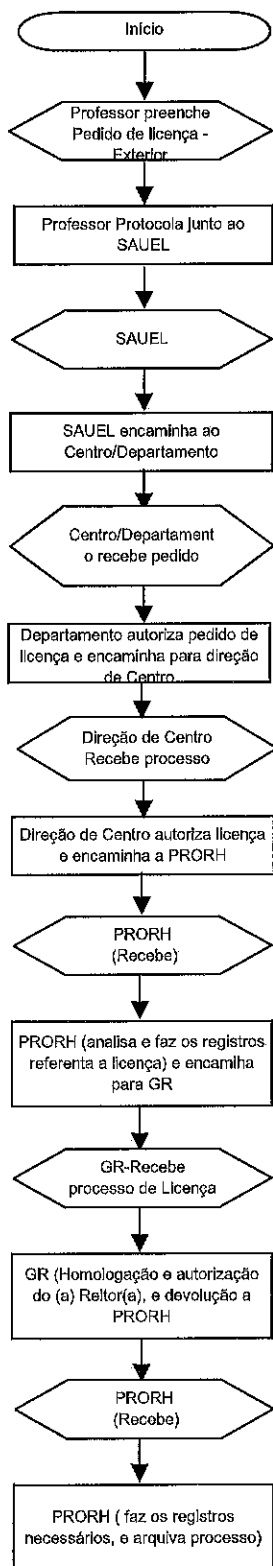 Início
Professor preenche
Pedido de licença -
Exterior
Professor Protocola junto ao
SAUEL
SAUEL
SAUEL encaminha ao
Centro/Departamento
Centro/Departament
o recebe pedido
Departamento autoriza pedido de
licença e encaminha para direção
de Centro
Direção de Centro
Recebe processo
Direção de Centro autoriza licença
e encaminha a PRORH
PRORH
(Recebe)
PRORH (analisa e faz os registros
referenta a licença) e encamilha
para GR
GR-Recebe
processo de Licença
GR (Homologação e autorização
do (a) Reitor(a), e devolução a
PRORH
PRORH
(Recebe)
PRORH ( faz os registros
necessários, e arquiva processo)